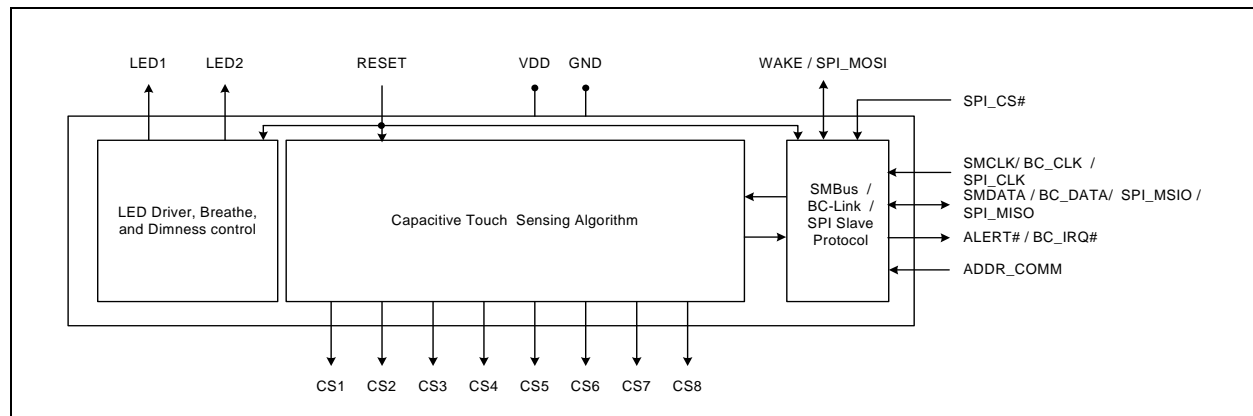 LED1 LED2 RESET VDD GND WAKE / SPI_MOSI
SPI_CS#
SMCLK/ BC_CLK /
SPI_CLK
SMDATA / BC_DATA/ SPI_MSIO /
SPI_MISO
ALERT# / BC_IRQ#
ADDR_COMM
LED Driver, Breathe,
and Dimness control
Capacitive Touch Sensing Algorithm
SMBus /
BC-Link /
SPI Slave
Protocol
CS1 CS2 CS3 CS4 CS5 CS6 CS7 CS8